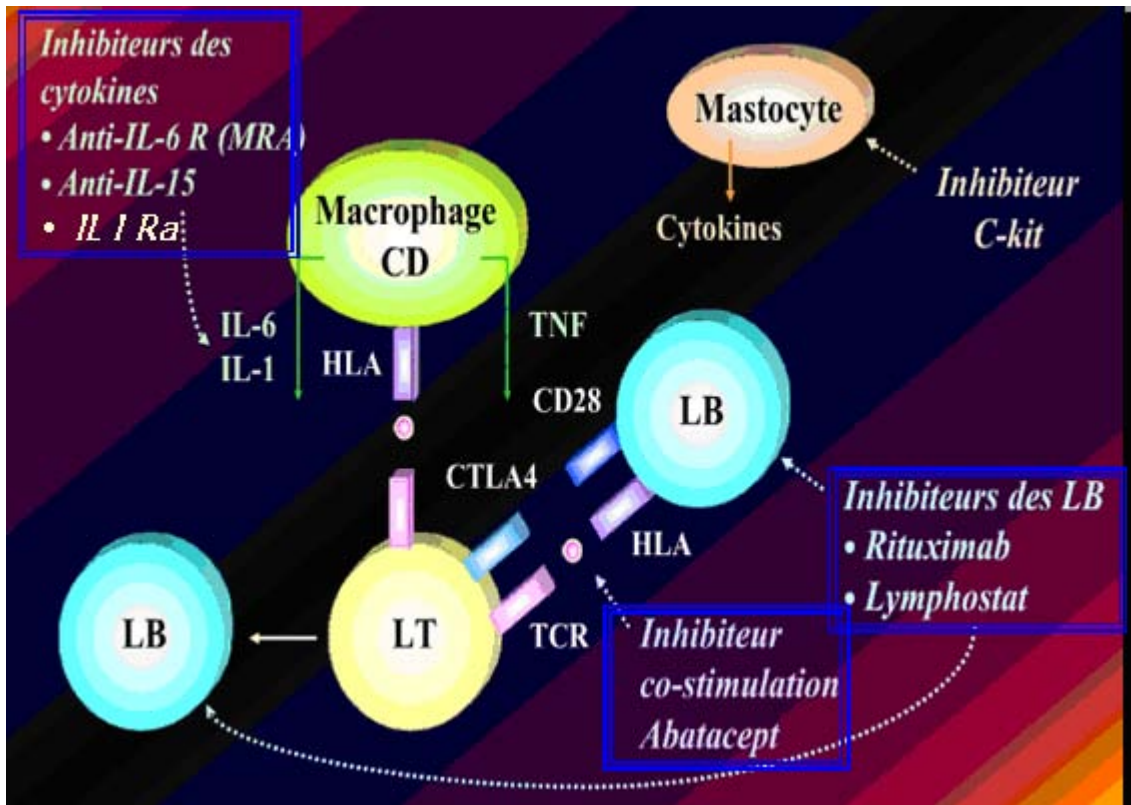 Inhibiteurs des
cytokines
• Anti-IL-6 R (MRA)
• Anti-IL-15
• IL 1 Ra
Mastocyte
Cytokines
Inhibiteur
C-kit
Macrophage
CD
IL-6
IL-1
HLA
TNF
CD28
LB
CTLA4
HLA
Inhibiteurs des LB
• Rituximab
• Lymphostat
LB
LT
TCR
Inhibiteur
co-stimulation
Abatacept